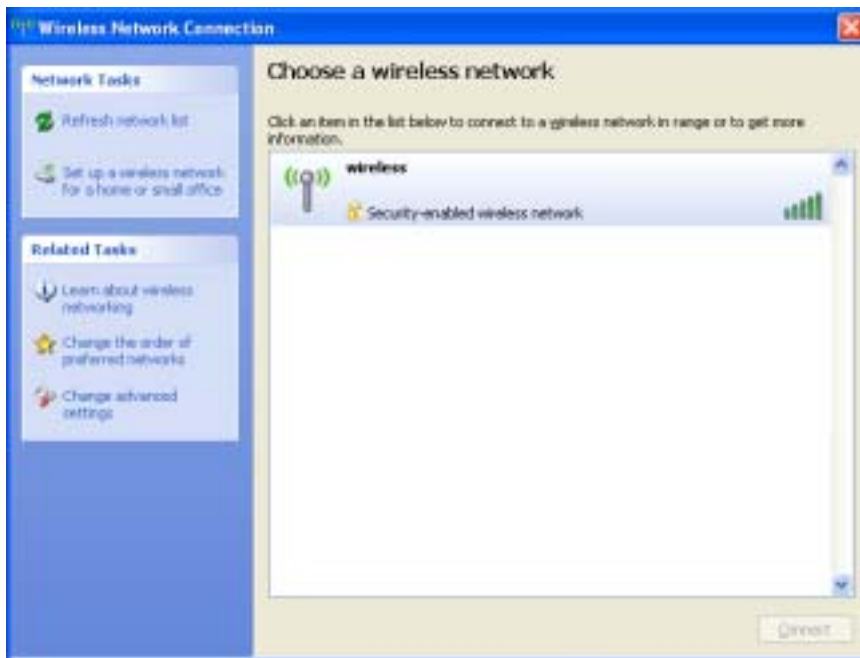 Wireless Network Connection
Network Tasks
Refresh network list
Set up a wireless network
for a home or small office
Related Tasks
Learn about wireless
networking
Change the order of
preferred networks
Change advanced
settings
Choose a wireless network
Click an item in the list below to connect to a wireless network in range or to get more
information.
wireless
Security-enabled wireless network
Connect